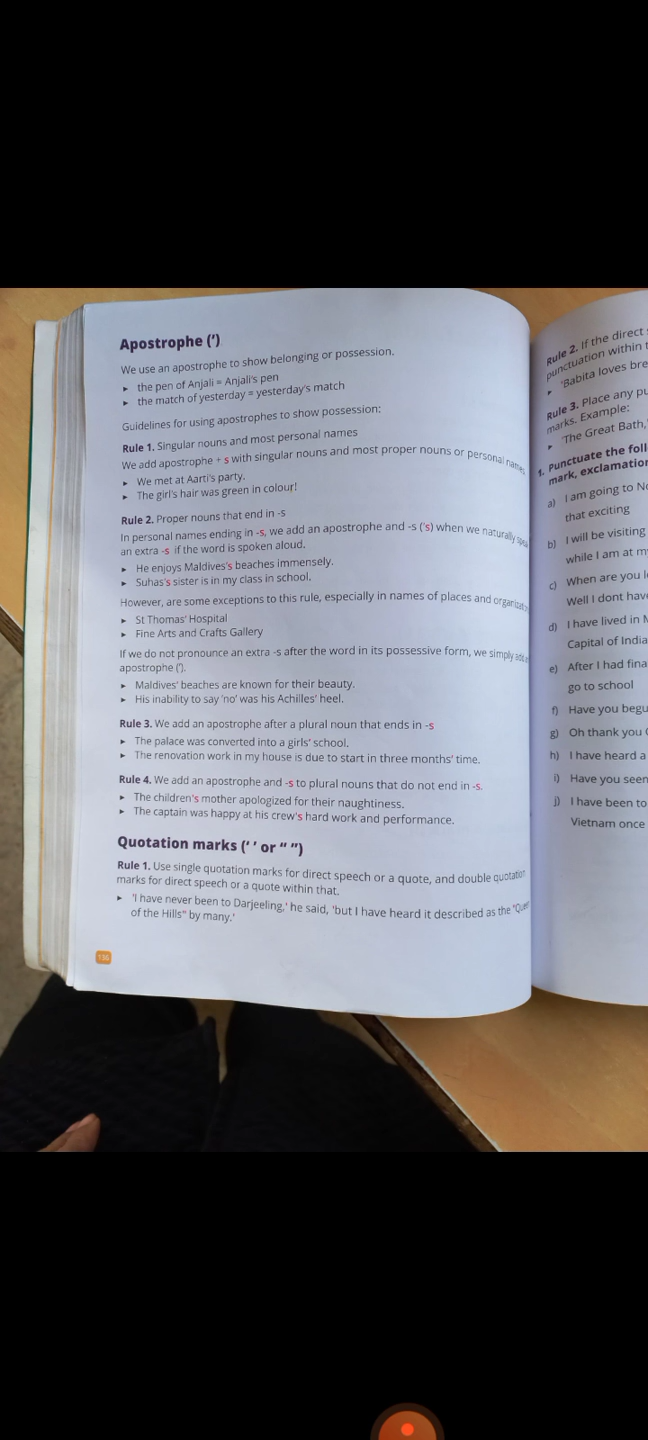 Apostrophe (’)
We use an apostrophe to show belonging or possession.
▸ the pen of Anjali = Anjali’s pen
▸ the match of yesterday = yesterday’s match
Guidelines for using apostrophes to show possession:
Rule 1. Singular nouns and most personal names
We add apostrophe + s with singular nouns and most proper nouns or personal names
▸ We met at Aarti’s party.
▸ The girl’s hair was green in colour!
Rule 2. Proper nouns that end in -s
In personal names ending in -s, we add an apostrophe and -s (’s) when we naturally
an extra -s if the word is spoken aloud.
▸ He enjoys Maldives’s beaches immensely.
▸ Suhas’s sister is in my class in school.
However, are some exceptions to this rule, especially in names of places and
▸ St Thomas’ Hospital
▸ Fine Arts and Crafts Gallery
If we do not pronounce an extra -s after the word in its possessive form, we simply
apostrophe (’).
▸ Maldives’ beaches are known for their beauty.
▸ His inability to say ‘no’ was his Achilles’ heel.
Rule 3. We add an apostrophe after a plural noun that ends in -s
▸ The palace was converted into a girls’ school.
▸ The renovation work in my house is due to start in three months’ time.
Rule 4. We add an apostrophe and -s to plural nouns that do not end in -s.
▸ The children’s mother apologized for their naughtiness.
▸ The captain was happy at his crew’s hard work and performance.
Quotation marks (‘ ’ or “ ”)
Rule 1. Use single quotation marks for direct speech or a quote, and double quotation
marks for direct speech or a quote within that.
▸ 'I have never been to Darjeeling,' he said, 'but I have heard it described as the
of the Hills" by many.'
Rule 2. If the direct
punctuation within
▸ 'Babita loves
Rule 3. Place any
marks. Example:
▸ 'The Great Bath,'
1. Punctuate the
mark,
a) I am going to
that exciting
b) I will be visiting
while I am at
c) When are you
Well I dont have
d) I have lived in
Capital of India
e) After I had
go to school
f) Have you
g) Oh thank you
h) I have heard a
i) Have you seen
j) I have been to
Vietnam once